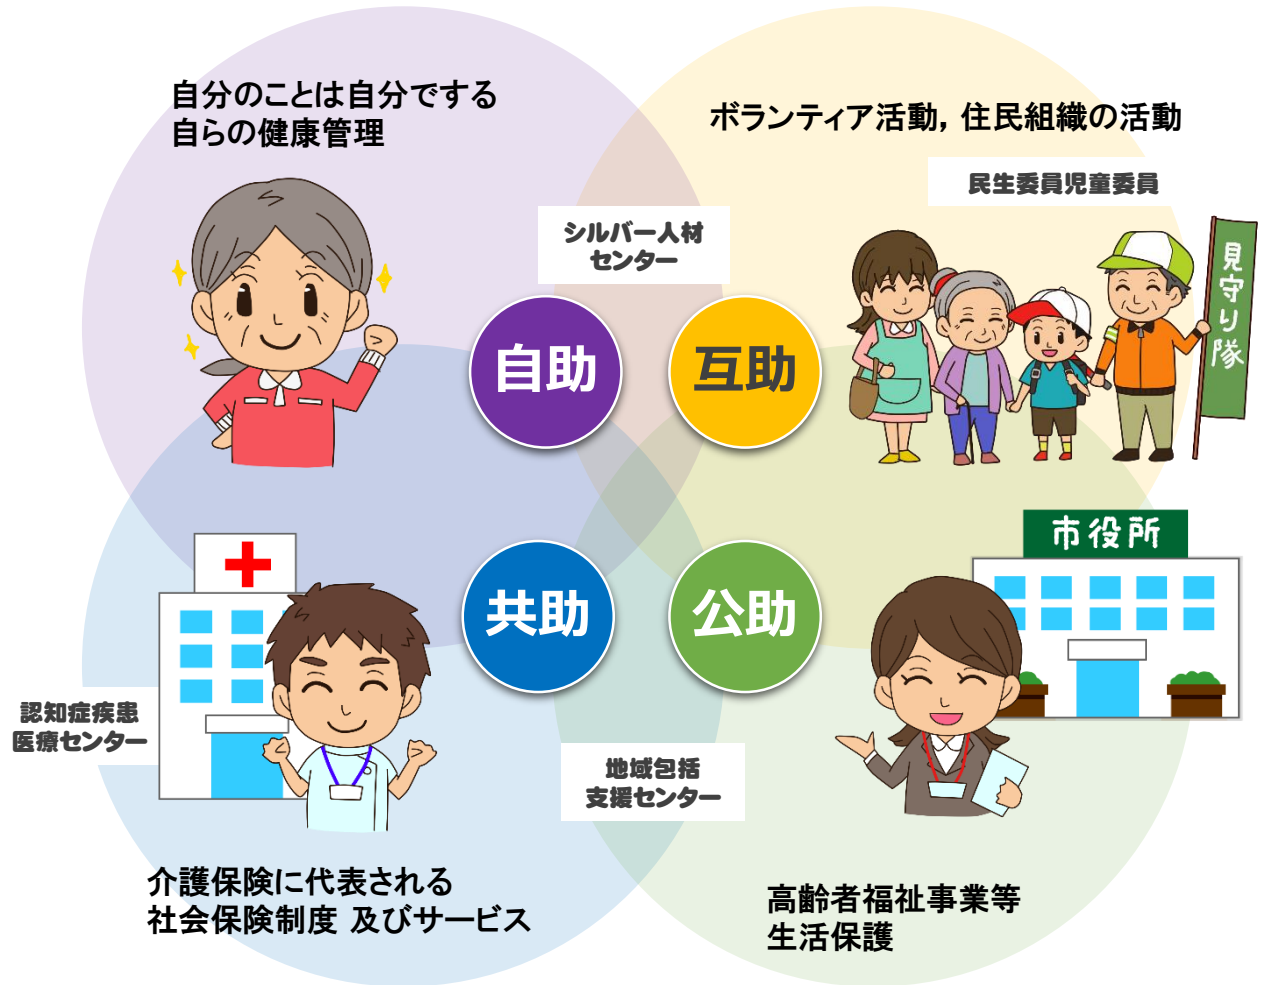 自分のことは自分でする
自らの健康管理
ボランティア活動, 住民組織の活動
民生委員児童委員
シルバー人材
センター
見守り隊
自助
互助
市役所
共助
公助
認知症疾患
医療センター
地域包括
支援センター
介護保険に代表される
社会保険制度 及びサービス
高齢者福祉事業等
生活保護